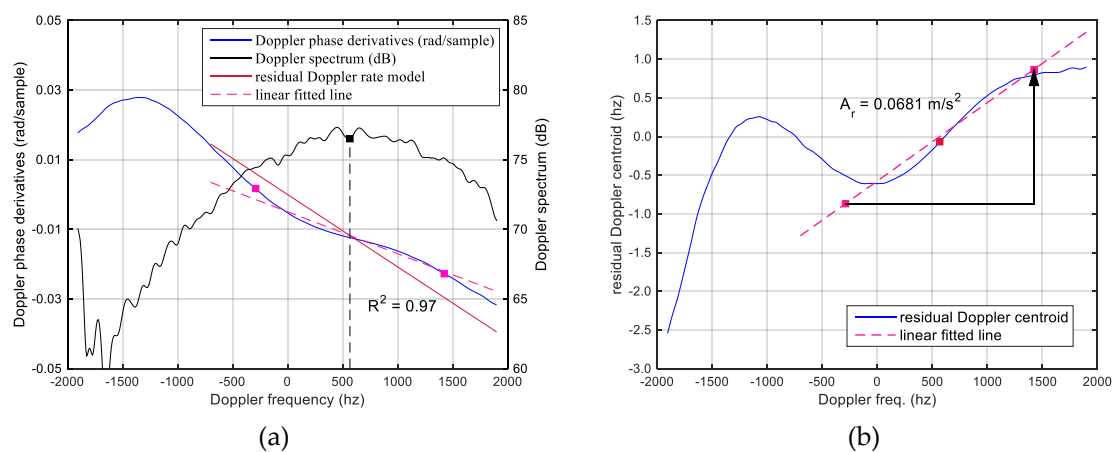 0.05
0.03
0.01
-0.01
-0.03
-0.05
Doppler phase derivatives (rad/sample)
85
80
75
70
65
60
Doppler spectrum (dB)
Doppler phase derivatives (rad/sample)
Doppler spectrum (dB)
residual Doppler rate model
linear fitted line
R² = 0.97
-2000 -1500 -1000 -500 0 500 1000 1500 2000
Doppler frequency (hz)
(a)
1.5
1.0
0.5
0.0
-0.5
-1.0
-1.5
-2.0
-2.5
-3.0
residual Doppler centroid (hz)
A_r = 0.0681 m/s²
residual Doppler centroid
linear fitted line
-2000 -1500 -1000 -500 0 500 1000 1500 2000
Doppler freq. (hz)
(b)